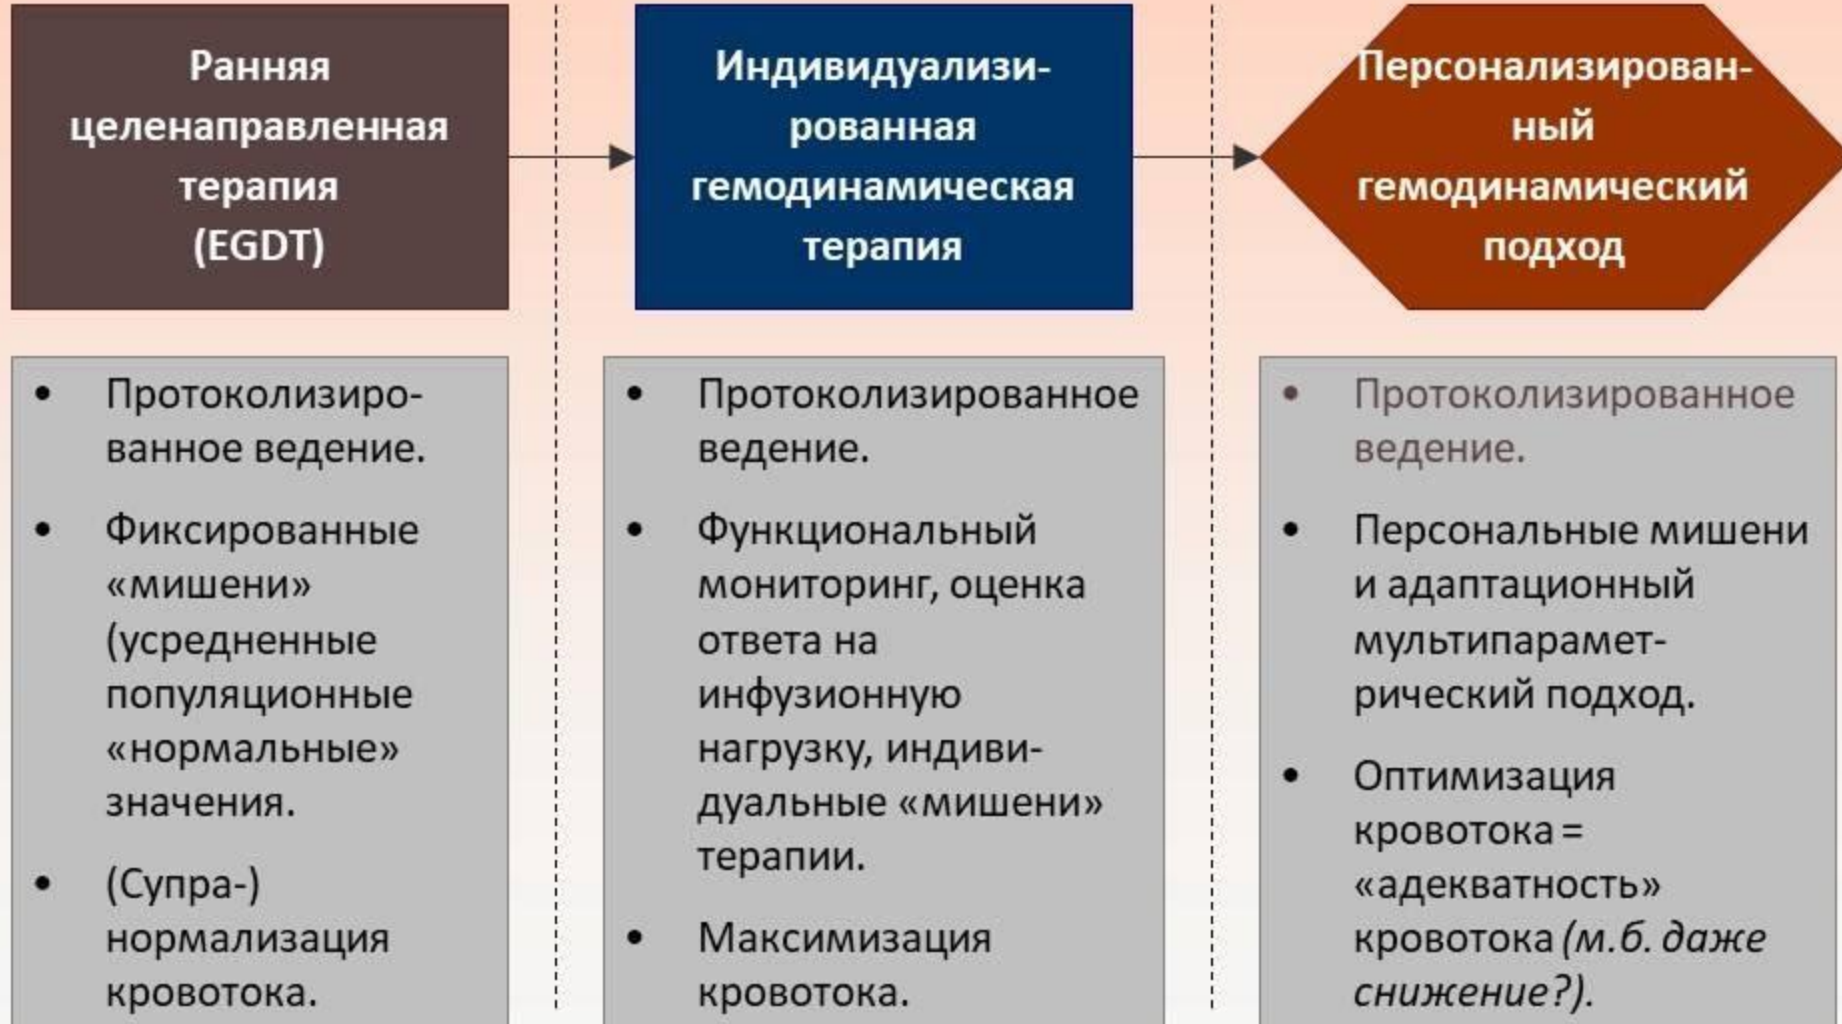 Ранняя
целенаправленная
терапия
(EGDT)
Индивидуализи-
рованная
гемодинамическая
терапия
Персонализирован-
ный
гемодинамический
подход
• Протоколизиро-
ванное ведение.
• Фиксированные
«мишени»
(усредненные
популяционные
«нормальные»
значения.
• (Супра-)
нормализация
кровотока.
• Протоколизированное
ведение.
• Функциональный
мониторинг, оценка
ответа на
инфузионную
нагрузку, индиви-
дуальные «мишени»
терапии.
• Максимизация
кровотока.
• Протоколизированное
ведение.
• Персональные мишени
и адаптационный
мультипарамет-
рический подход.
• Оптимизация
кровотока =
«адекватность»
кровотока (м.б. даже
снижение?).